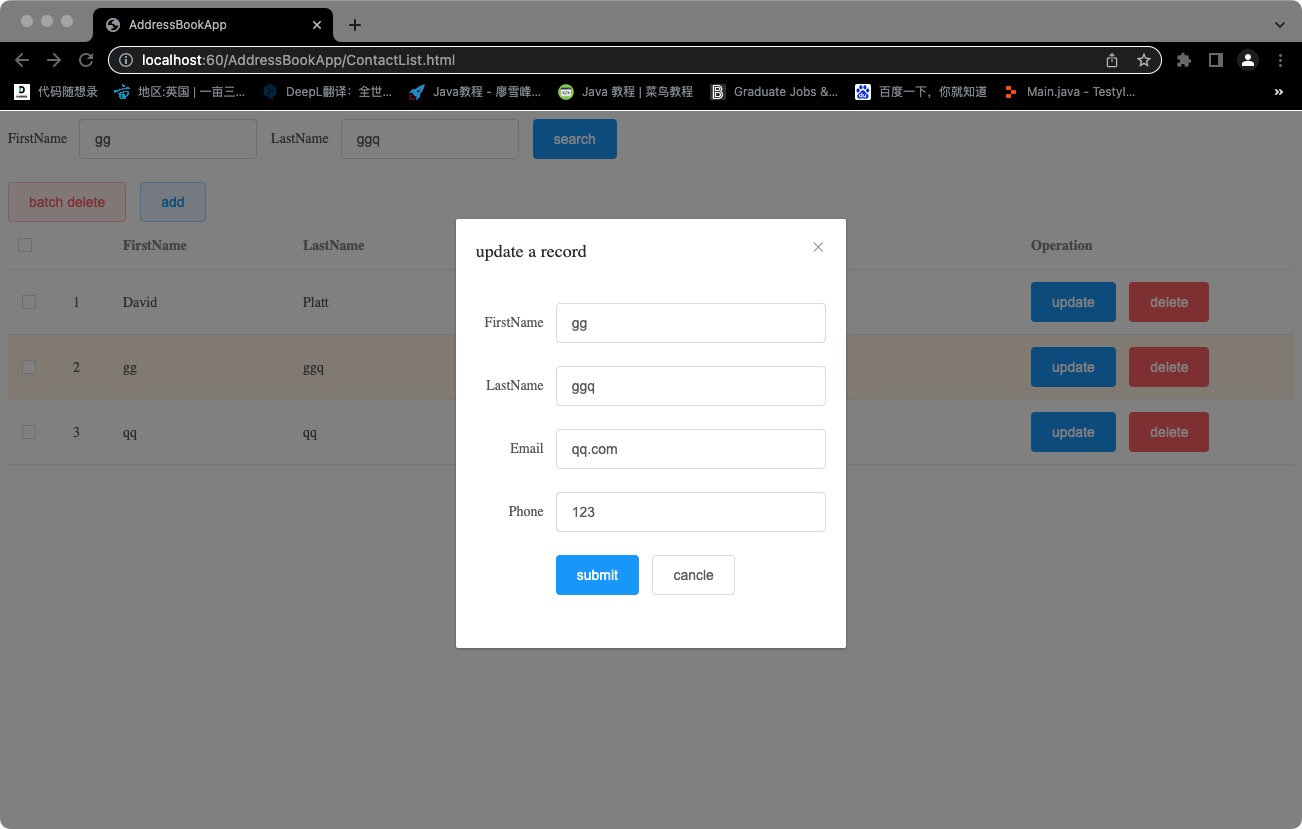 AddressBookApp
localhost:60/AddressBookApp/ContactList.html
代码随想录 地区:英国 | 一亩三... DeepL翻译：全世... Java教程 - 廖雪峰... Java 教程 | 菜鸟教程 Graduate Jobs &... 百度一下，你就知道 Main.java - TestyI... »
FirstName gg LastName ggq search
batch delete add
FirstName LastName Operation
1 David Platt update delete
2 gg ggq update delete
3 qq qq update delete
update a record
FirstName gg
LastName ggq
Email qq.com
Phone 123
submit cancle